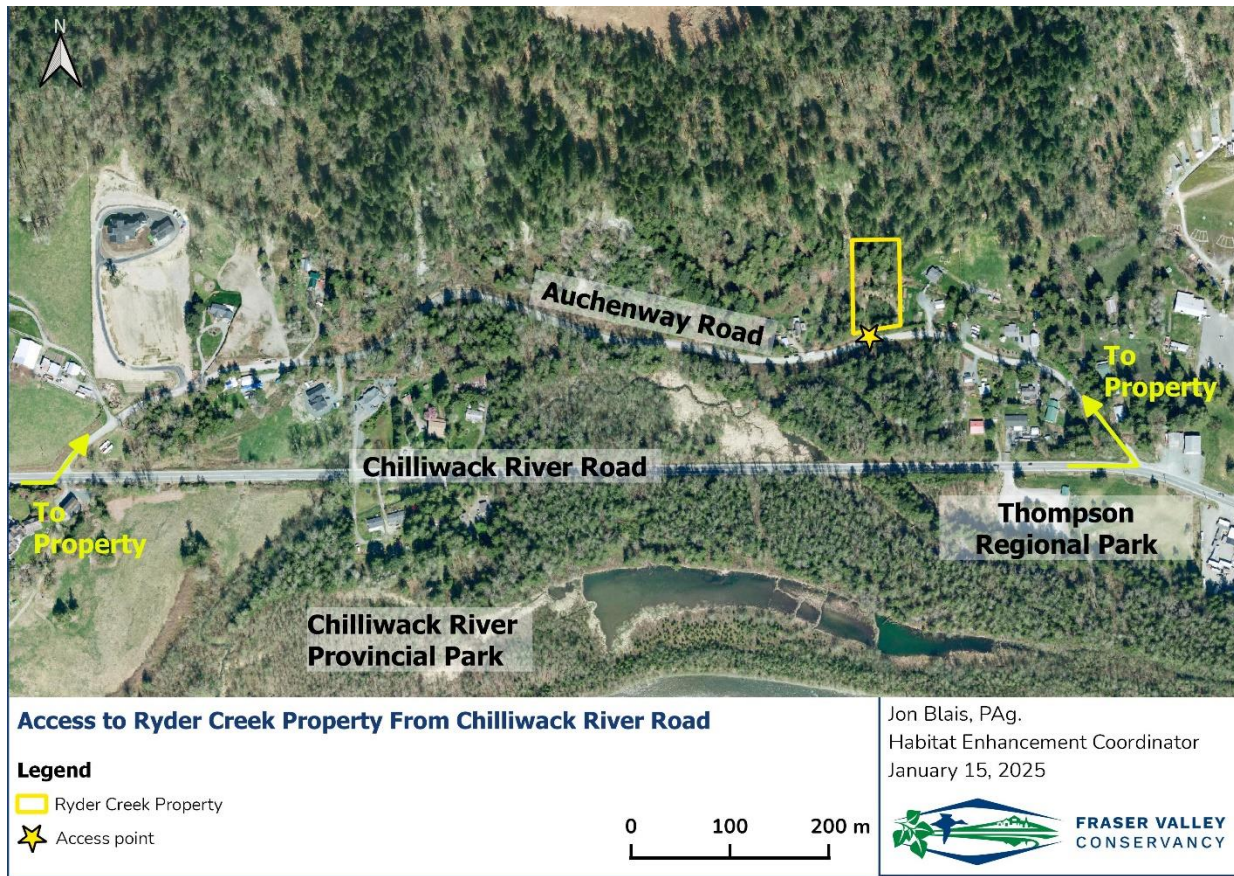 N
Auchenway Road
To
Property
Chilliwack River Road
To
Property
Thompson
Regional Park
Chilliwack River
Provincial Park
Access to Ryder Creek Property From Chilliwack River Road
Legend
Ryder Creek Property
Access point
0 100 200 m
Jon Blais, PAg.
Habitat Enhancement Coordinator
January 15, 2025
FRASER VALLEY
CONSERVANCY